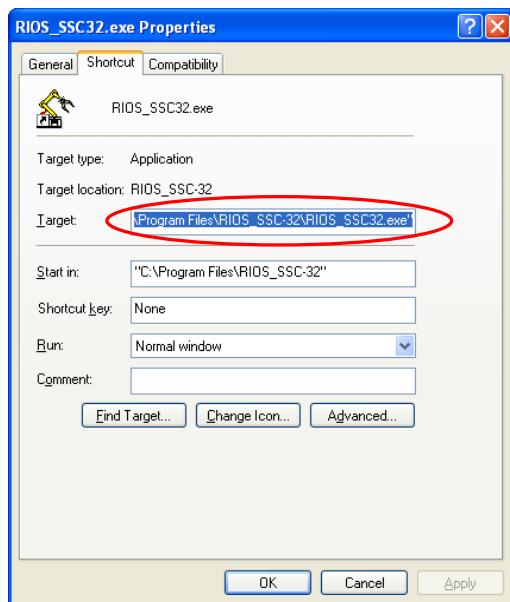 RIOS_SSC32.exe Properties
General Shortcut Compatibility
RIOS_SSC32.exe
Target type: Application
Target location: RIOS_SSC-32
Target: \Program Files\RIOS_SSC-32\RIOS_SSC32.exe"
Start in: "C:\Program Files\RIOS_SSC-32"
Shortcut key: None
Run: Normal window
Comment:
Find Target... Change Icon... Advanced...
OK Cancel Apply